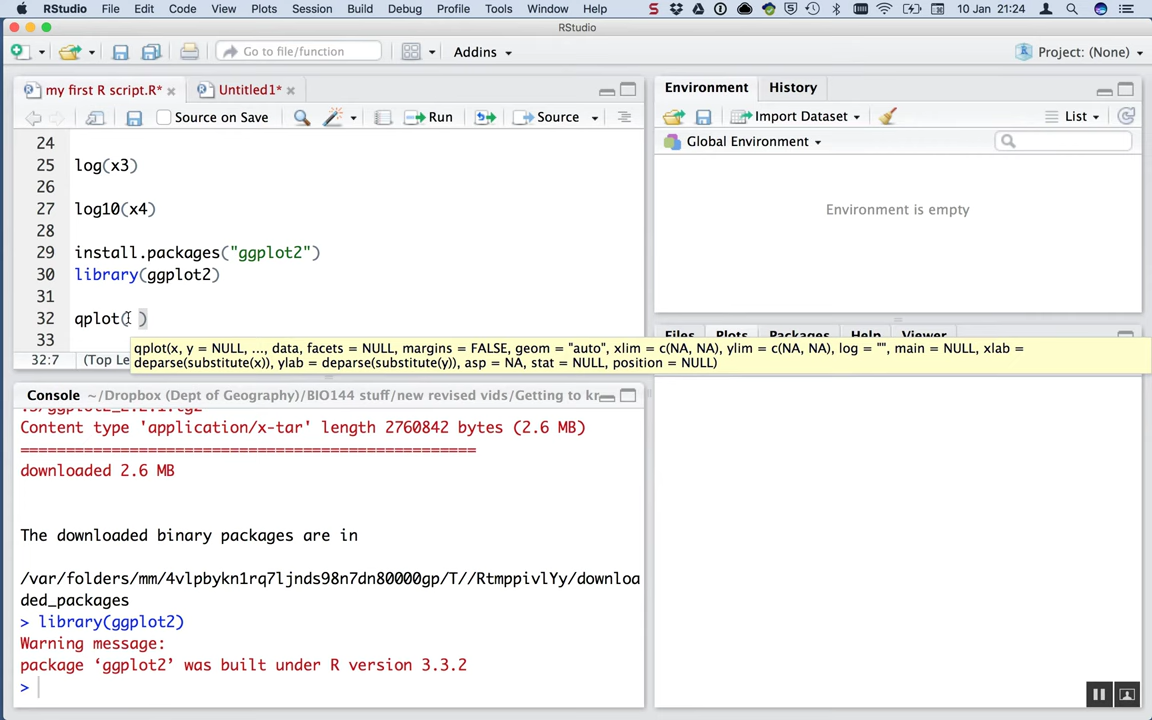 RStudio File Edit Code View Plots Session Build Debug Profile Tools Window Help 10 Jan 21:24
RStudio
Go to file/function Addins Project: (None)
my first R script.R* Untitled1*
Source on Save Run Source
24
25 log(x3)
26
27 log10(x4)
28
29 install.packages("ggplot2")
30 library(ggplot2)
31
32 qplot( )
33
qplot(x, y = NULL, ..., data, facets = NULL, margins = FALSE, geom = "auto", xlim = c(NA, NA), ylim = c(NA, NA), log = "", main = NULL, xlab =
deparse(substitute(x)), ylab = deparse(substitute(y)), asp = NA, stat = NULL, position = NULL)
32:7 (Top Le
Console ~/Dropbox (Dept of Geography)/BIO144 stuff/new revised vids/Getting to kr
.3/ggplot2_2.2.1.tgz
Content type 'application/x-tar' length 2760842 bytes (2.6 MB)
==================================================
downloaded 2.6 MB
The downloaded binary packages are in
/var/folders/mm/4vlpbykn1rq7ljnds98n7dn80000gp/T//RtmppivlYy/downloa
ded_packages
> library(ggplot2)
Warning message:
package ‘ggplot2’ was built under R version 3.3.2
>
Environment History
Import Dataset List
Global Environment
Environment is empty
Files Plots Packages Viewer